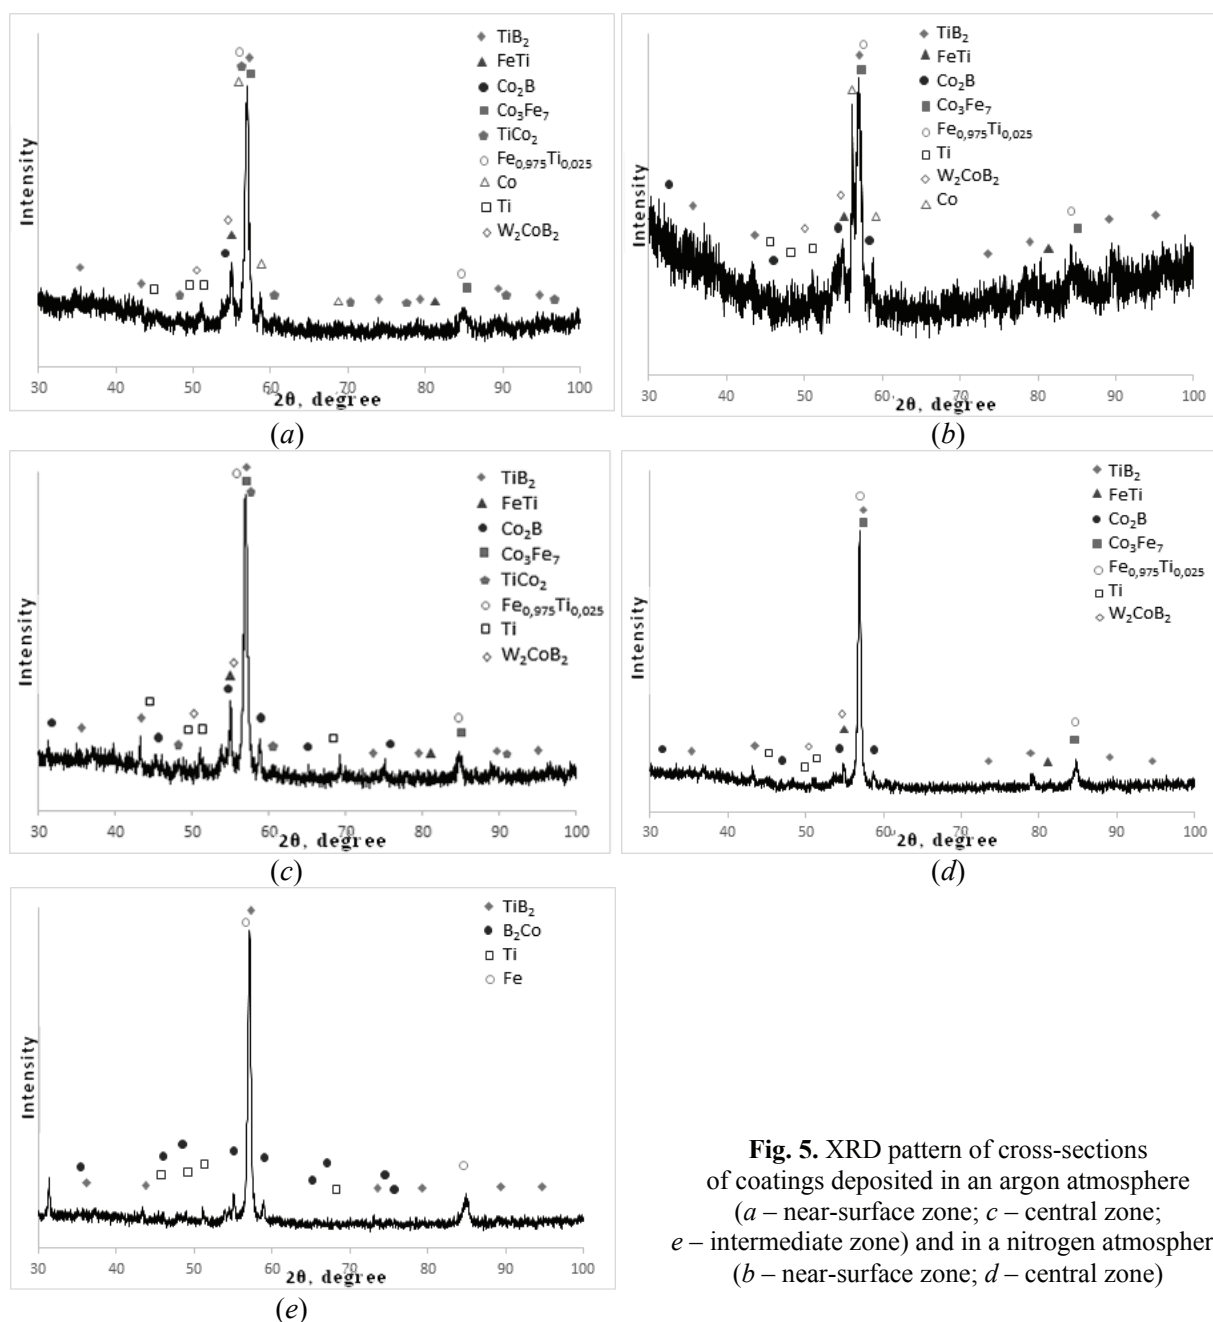 TiB₂
FeTi
Co₂B
Co₃Fe₇
TiCo₂
Fe₀,₉₇₅Ti₀,₀₂₅
Co
Ti
W₂CoB₂
Intensity
30 40 50 60 70 80 90 100
2θ, degree
(a)
TiB₂
FeTi
Co₂B
Co₃Fe₇
Fe₀,₉₇₅Ti₀,₀₂₅
Ti
W₂CoB₂
Co
Intensity
30 40 50 60 70 80 90 100
2θ, degree
(b)
TiB₂
FeTi
Co₂B
Co₃Fe₇
TiCo₂
Fe₀,₉₇₅Ti₀,₀₂₅
Ti
W₂CoB₂
Intensity
30 40 50 60 70 80 90 100
2θ, degree
(c)
TiB₂
FeTi
Co₂B
Co₃Fe₇
Fe₀,₉₇₅Ti₀,₀₂₅
Ti
W₂CoB₂
Intensity
30 40 50 60 70 80 90 100
2θ, degree
(d)
TiB₂
B₂Co
Ti
Fe
Intensity
30 40 50 60 70 80 90 100
2θ, degree
(e)
Fig. 5. XRD pattern of cross-sections
of coatings deposited in an argon atmosphere
(a – near-surface zone; c – central zone;
e – intermediate zone) and in a nitrogen atmospher
(b – near-surface zone; d – central zone)